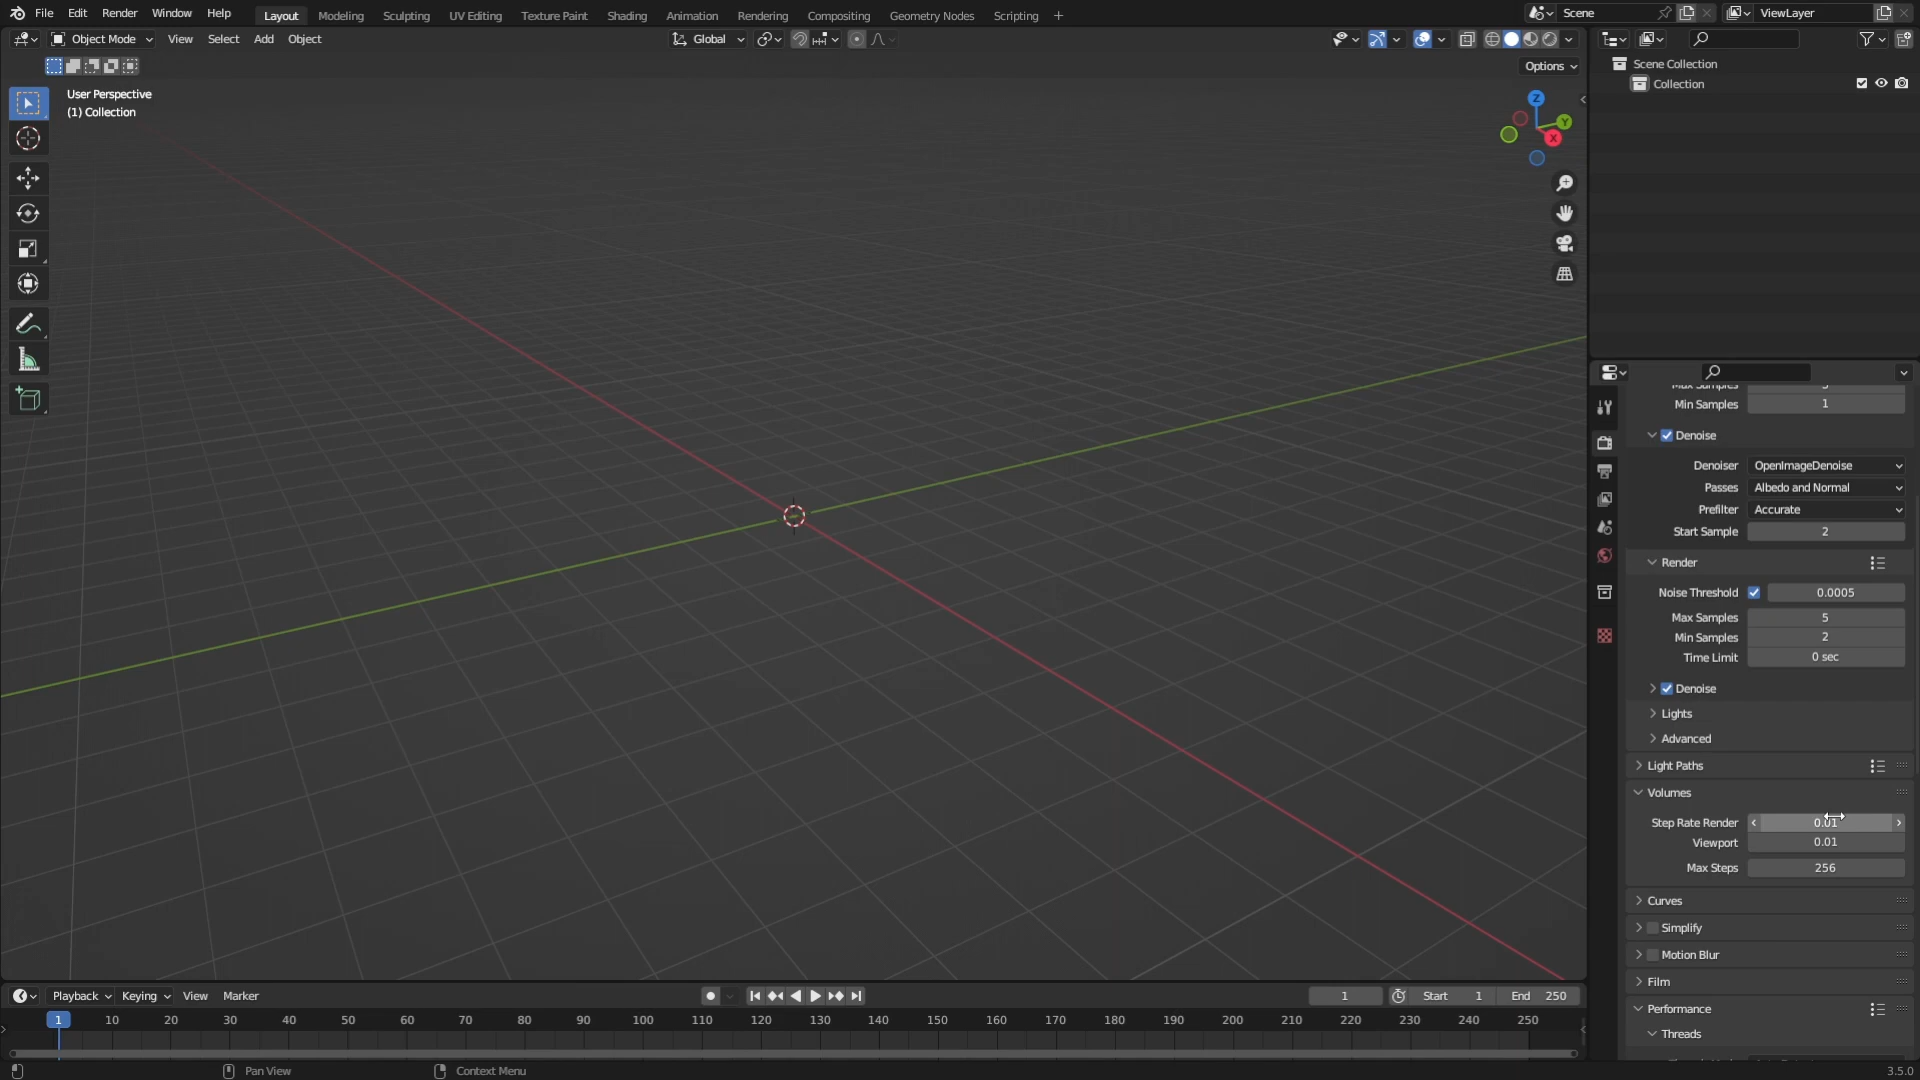 File Edit Render Window Help Layout Modeling Sculpting UV Editing Texture Paint Shading Animation Rendering Compositing Geometry Nodes Scripting + Scene ViewLayer
Object Mode View Select Add Object Global
Options
User Perspective
(1) Collection
Z
Y
X
Scene Collection
Collection
Max Samples 5
Min Samples 1
Denoise
Denoiser OpenImageDenoise
Passes Albedo and Normal
Prefilter Accurate
Start Sample 2
Render
Noise Threshold 0.0005
Max Samples 5
Min Samples 2
Time Limit 0 sec
Denoise
Lights
Advanced
Light Paths
Volumes
Step Rate Render 0.01
Viewport 0.01
Max Steps 256
Curves
Simplify
Motion Blur
Film
Performance
Threads
Playback Keying View Marker 1 Start 1 End 250
1 10 20 30 40 50 60 70 80 90 100 110 120 130 140 150 160 170 180 190 200 210 220 230 240 250
Pan View Context Menu 3.5.0